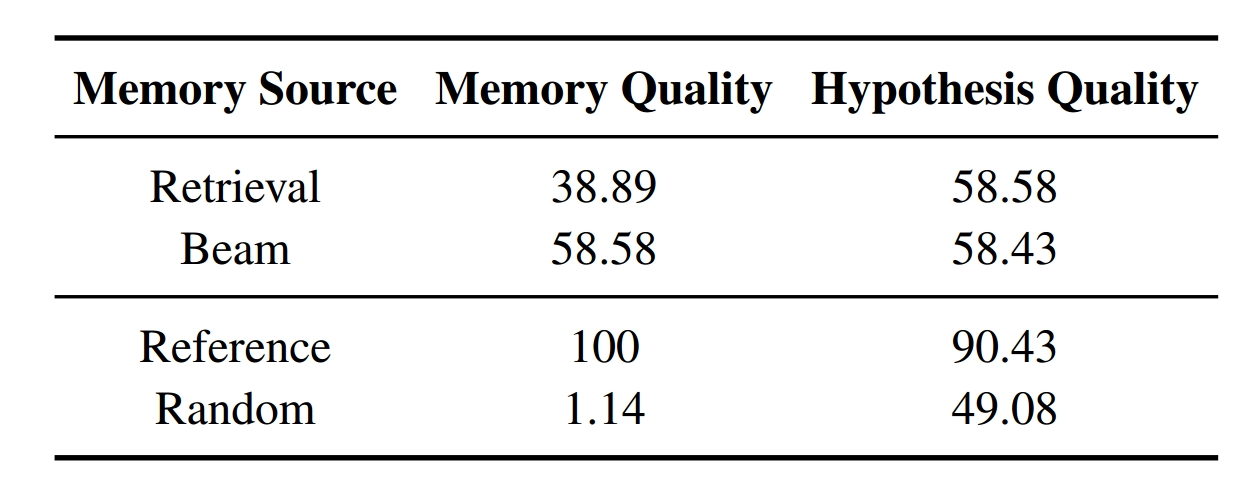 Memory Source Memory Quality Hypothesis Quality
Retrieval 38.89 58.58
Beam 58.58 58.43
Reference 100 90.43
Random 1.14 49.08